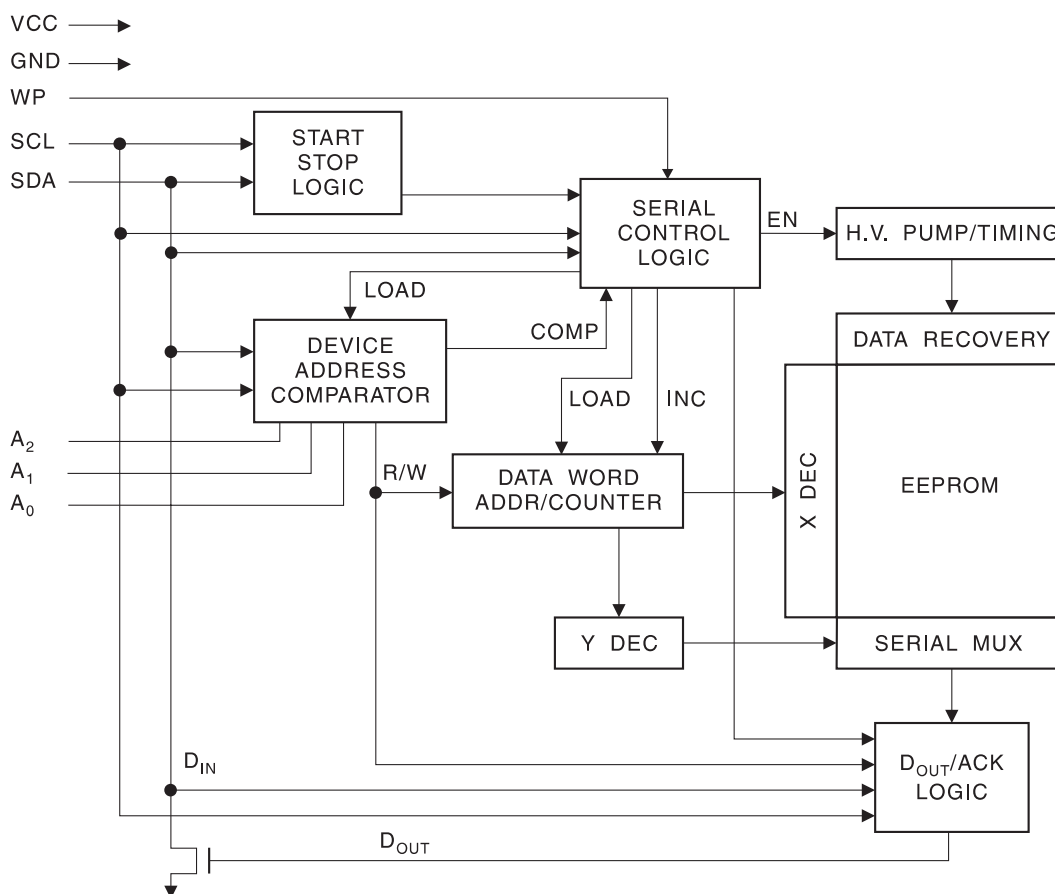 VCC
GND
WP
SCL
SDA
START
STOP
LOGIC
SERIAL
CONTROL
LOGIC
EN
H.V. PUMP/TIMING
LOAD
COMP
DEVICE
ADDRESS
COMPARATOR
DATA RECOVERY
LOAD
INC
A2
A1
A0
R/W
DATA WORD
ADDR/COUNTER
X DEC
EEPROM
Y DEC
SERIAL MUX
DIN
DOUT/ACK
LOGIC
DOUT